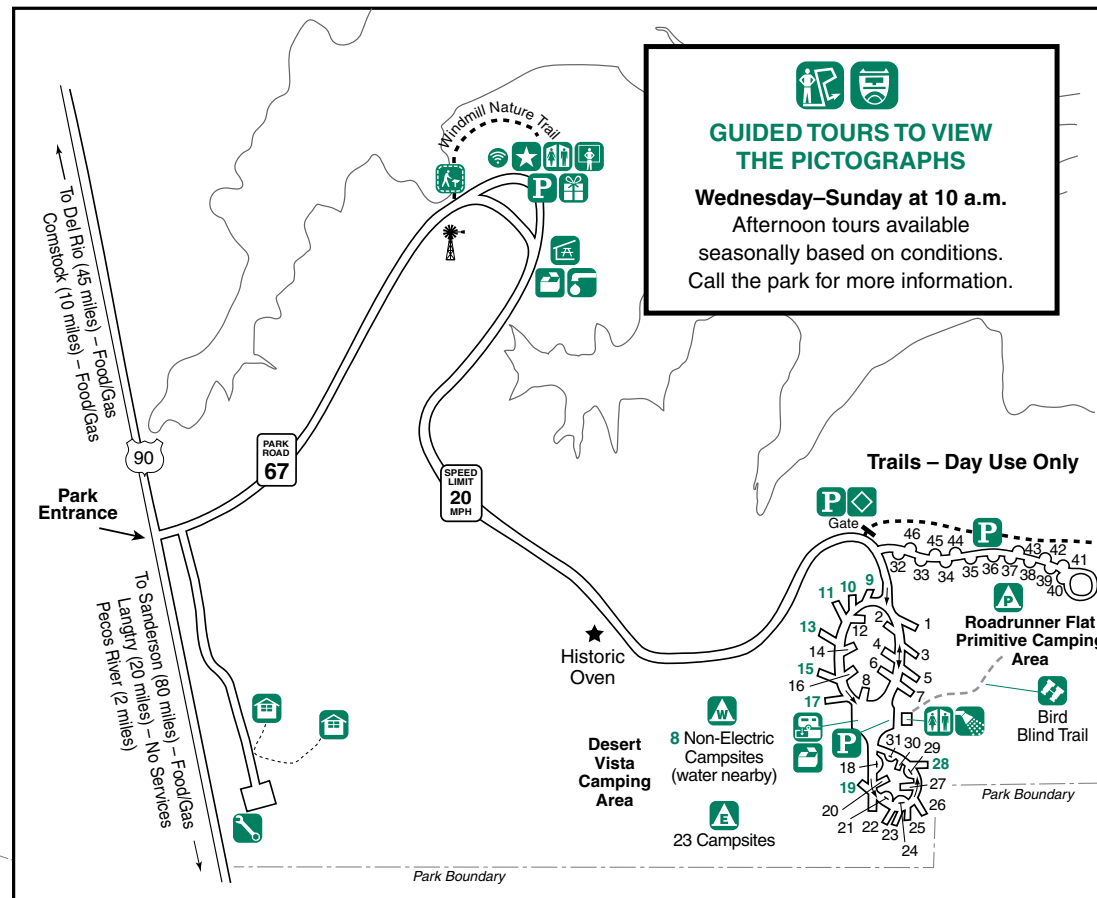 GUIDED TOURS TO VIEW
THE PICTOGRAPHS
Wednesday–Sunday at 10 a.m.
Afternoon tours available
seasonally based on conditions.
Call the park for more information.
Windmill Nature Trail
P
To Del Rio (45 miles) – Food/Gas
Comstock (10 miles) – Food/Gas
90
PARK
ROAD
67
SPEED
LIMIT
20
MPH
Park
Entrance
To Sanderson (80 miles) – Food/Gas
Langtry (20 miles) – No Services
Pecos River (2 miles)
Historic
Oven
Trails – Day Use Only
P
Gate
P
46
45
44
43
42
41
32
33
34
35
36
37
38
39
40
P
Roadrunner Flat
Primitive Camping
Area
Bird
Blind Trail
9
10
11
12
13
14
15
16
17
1
2
3
4
5
6
7
8
P
W
8 Non-Electric
Campsites
(water nearby)
Desert
Vista
Camping
Area
E
23 Campsites
18
19
20
21
22
23
24
25
26
27
28
29
30
31
Park Boundary
Park Boundary